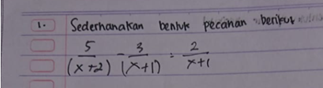 1. Sederhanakan bentuk pecahan berikut
5/(x+2) - 3/(x+1) = 2/x+1